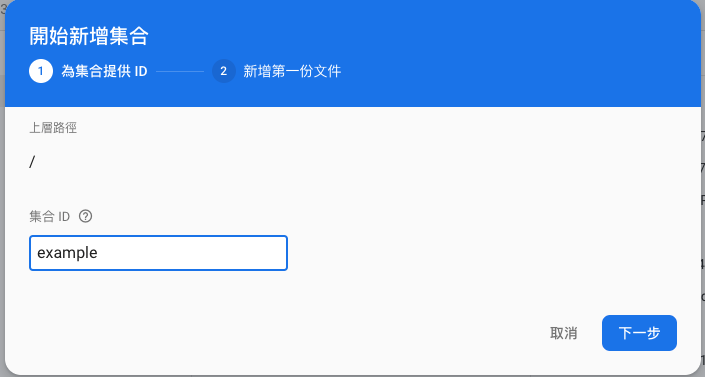 開始新增集合
1 為集合提供 ID 2 新增第一份文件
上層路徑
/
集合 ID ?
example
取消 下一步